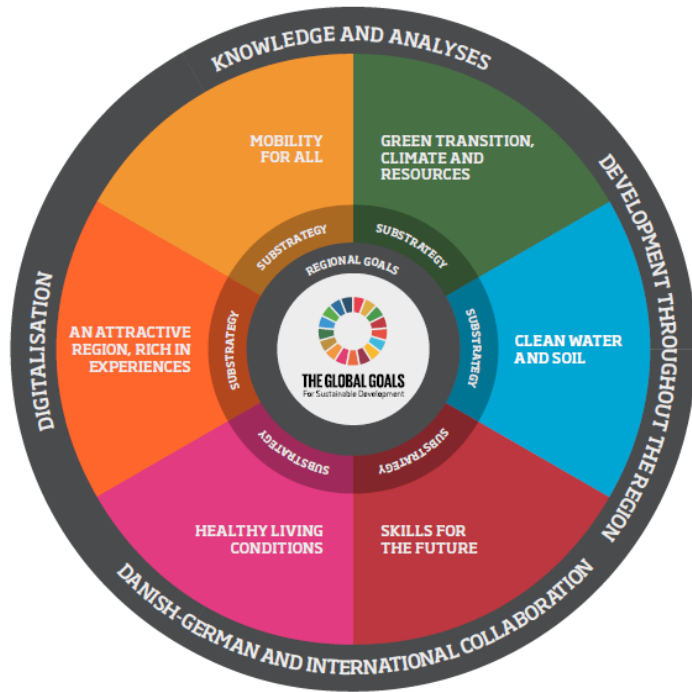 KNOWLEDGE AND ANALYSES
DEVELOPMENT THROUGHOUT THE REGION
DANISH-GERMAN AND INTERNATIONAL COLLABORATION
DIGITALISATION
MOBILITY
FOR ALL
GREEN TRANSITION,
CLIMATE AND
RESOURCES
CLEAN WATER
AND SOIL
SKILLS FOR
THE FUTURE
HEALTHY LIVING
CONDITIONS
AN ATTRACTIVE
REGION, RICH IN
EXPERIENCES
SUBSTRATEGY
SUBSTRATEGY
SUBSTRATEGY
SUBSTRATEGY
SUBSTRATEGY
SUBSTRATEGY
REGIONAL GOALS
THE GLOBAL GOALS
For Sustainable Development